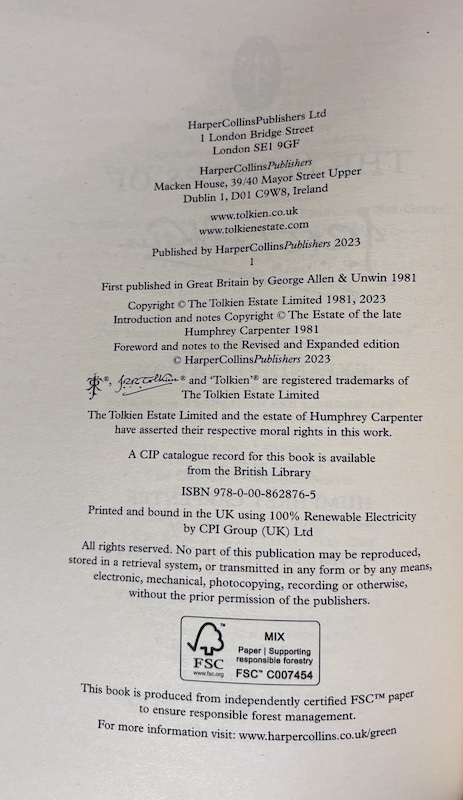 HarperCollinsPublishers Ltd
1 London Bridge Street
London SE1 9GF
HarperCollinsPublishers
Macken House, 39/40 Mayor Street Upper
Dublin 1, D01 C9W8, Ireland
www.tolkien.co.uk
www.tolkienestate.com
Published by HarperCollinsPublishers 2023
1
First published in Great Britain by George Allen & Unwin 1981
Copyright © The Tolkien Estate Limited 1981, 2023
Introduction and notes Copyright © The Estate of the late
Humphrey Carpenter 1981
Foreword and notes to the Revised and Expanded edition
© HarperCollinsPublishers 2023
®, JRRTolkien® and ‘Tolkien’® are registered trademarks of
The Tolkien Estate Limited
The Tolkien Estate Limited and the estate of Humphrey Carpenter
have asserted their respective moral rights in this work.
A CIP catalogue record for this book is available
from the British Library
ISBN 978-0-00-862876-5
Printed and bound in the UK using 100% Renewable Electricity
by CPI Group (UK) Ltd
All rights reserved. No part of this publication may be reproduced,
stored in a retrieval system, or transmitted in any form or by any means,
electronic, mechanical, photocopying, recording or otherwise,
without the prior permission of the publishers.
™
FSC
www.fsc.org
MIX
Paper | Supporting
responsible forestry
FSC™ C007454
This book is produced from independently certified FSC™ paper
to ensure responsible forest management.
For more information visit: www.harpercollins.co.uk/green